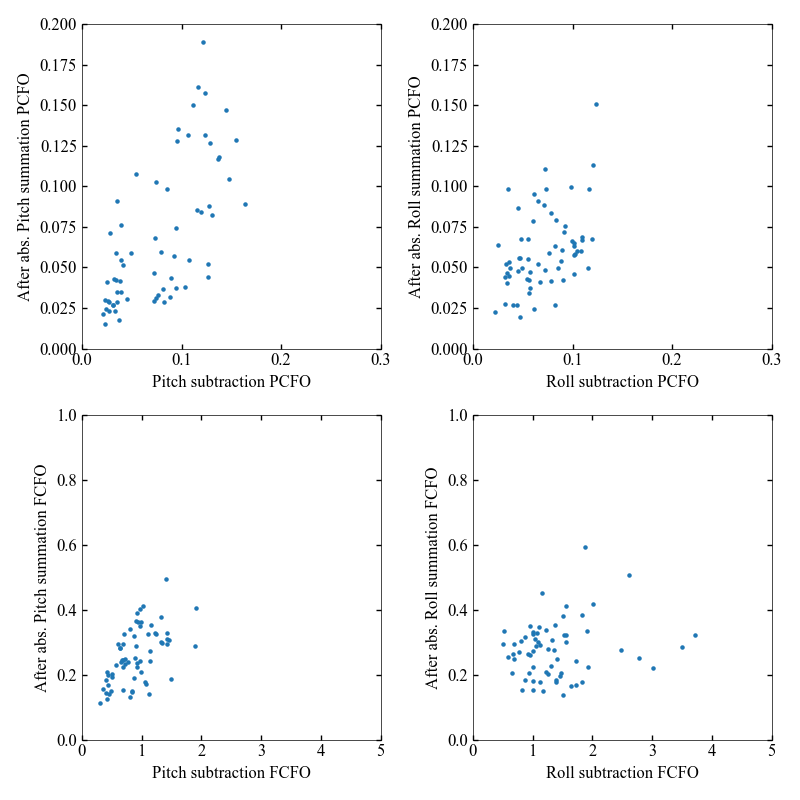 0.200 0.200
0.175 0.175
0.150 0.150
0.125 0.125
0.100 0.100
0.075 0.075
0.050 0.050
0.025 0.025
0.000 0.000
After abs. Pitch summation PCFO
After abs. Roll summation PCFO
0.0 0.1 0.2 0.3 0.0 0.1 0.2 0.3
Pitch subtraction PCFO Roll subtraction PCFO
1.0 1.0
0.8 0.8
0.6 0.6
0.4 0.4
0.2 0.2
0.0 0.0
After abs. Pitch summation FCFO
After abs. Roll summation FCFO
0 1 2 3 4 5 0 1 2 3 4 5
Pitch subtraction FCFO Roll subtraction FCFO